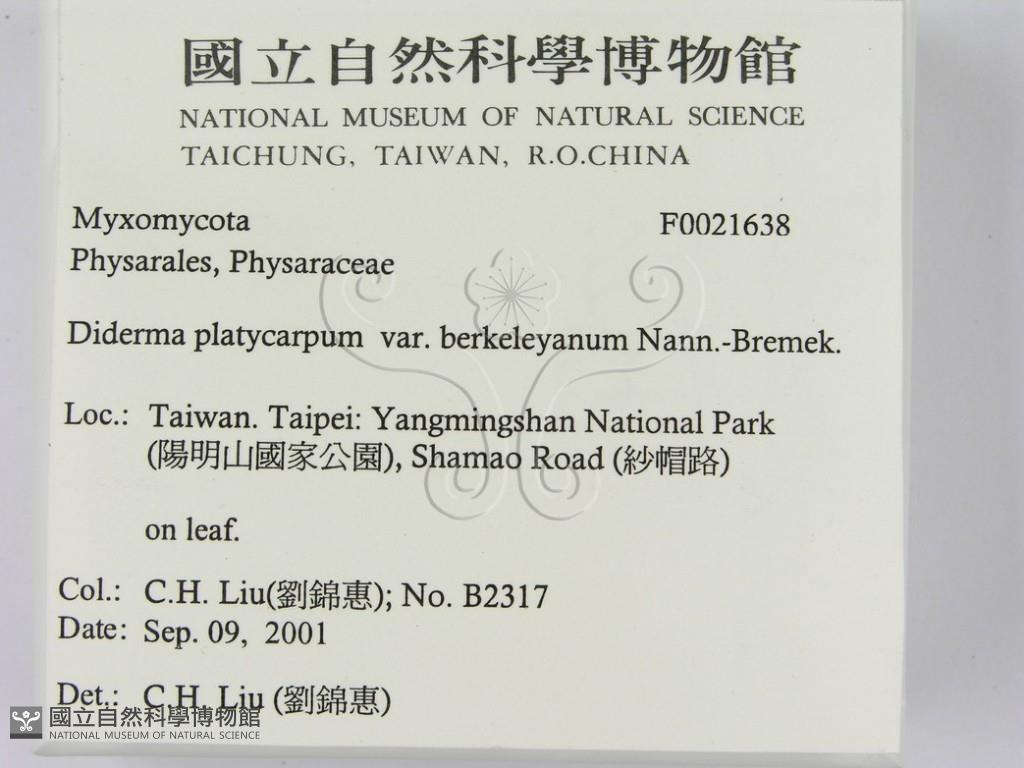 國立自然科學博物館
NATIONAL MUSEUM OF NATURAL SCIENCE
TAICHUNG, TAIWAN, R.O.CHINA
Myxomycota F0021638
Physarales, Physaraceae
Diderma platycarpum var. berkeleyanum Nann.-Bremek.
Loc.: Taiwan. Taipei: Yangmingshan National Park
(陽明山國家公園), Shamao Road (紗帽路)
on leaf.
Col.: C.H. Liu(劉錦惠); No. B2317
Date: Sep. 09, 2001
Det.: C.H. Liu (劉錦惠)
國立自然科學博物館
NATIONAL MUSEUM OF NATURAL SCIENCE